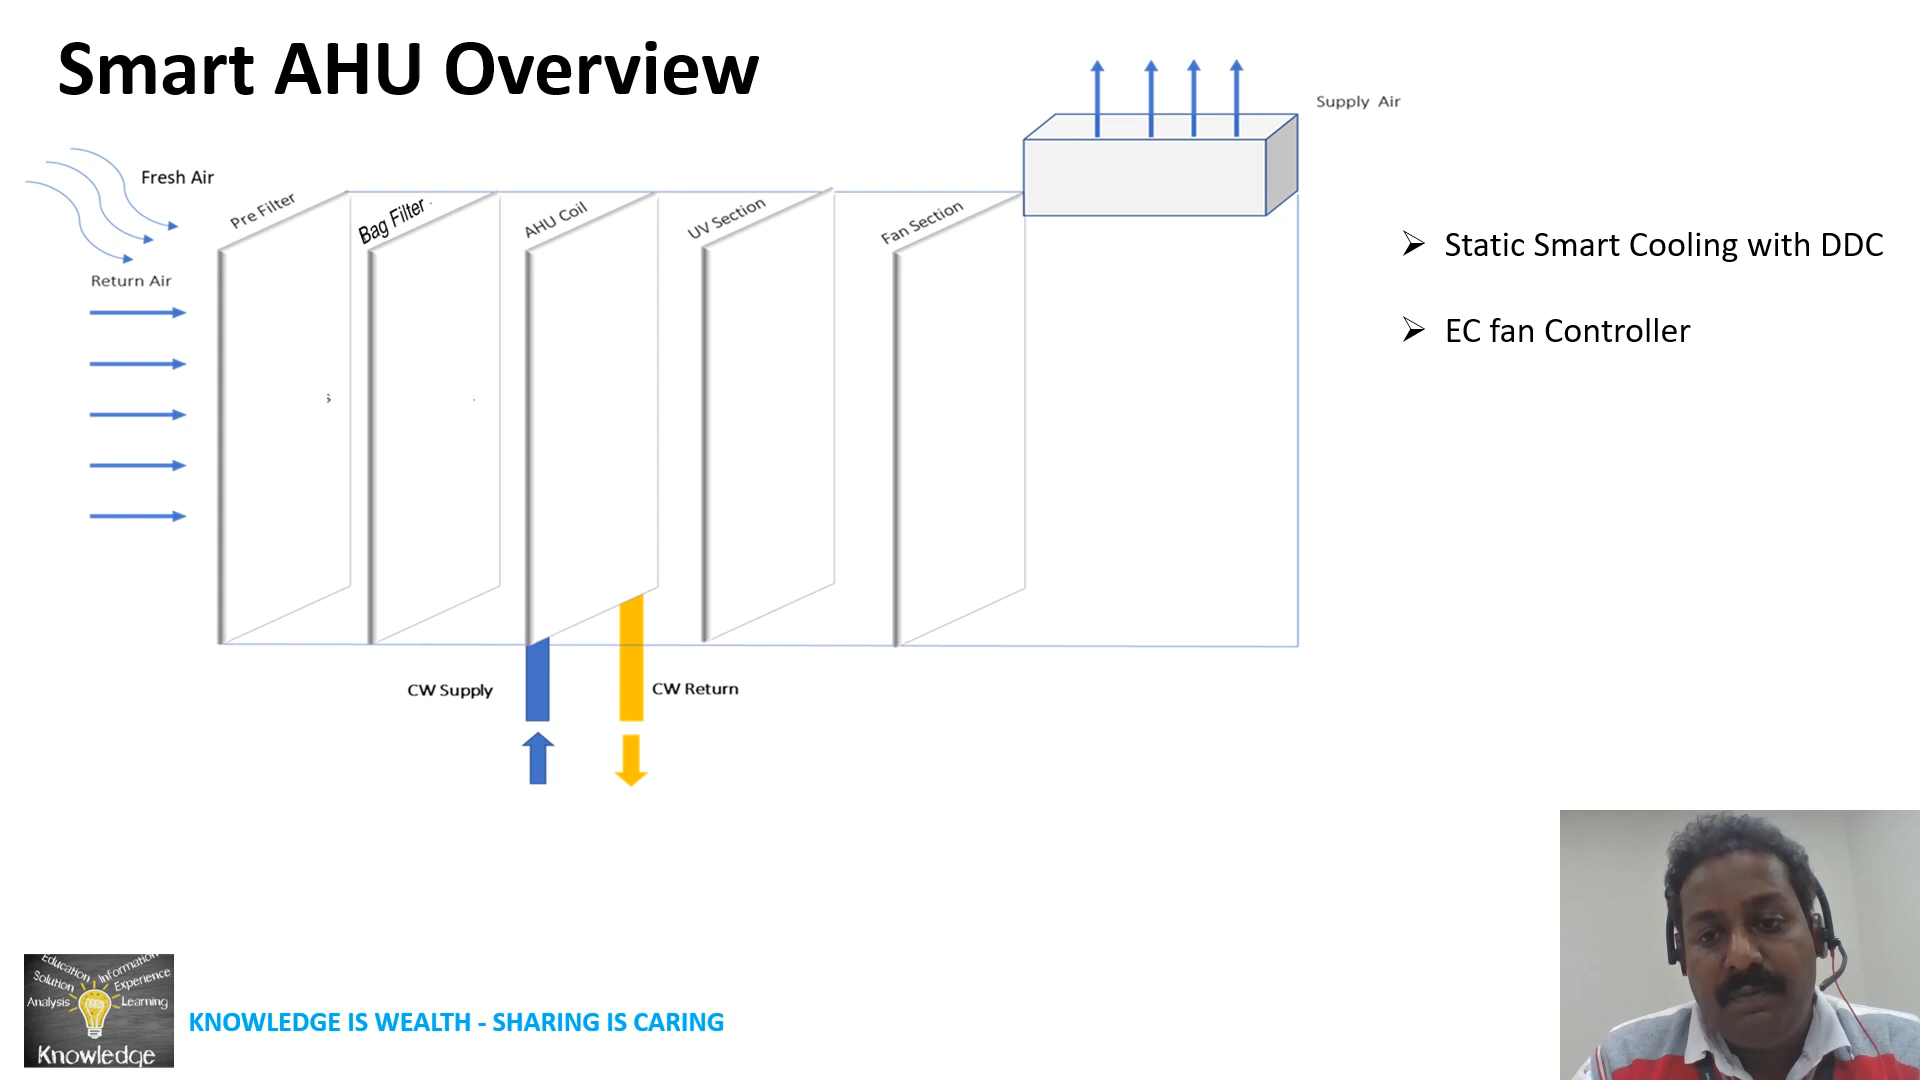 Smart AHU Overview
Supply Air
Fresh Air
Return Air
Pre Filter
Bag Filter
AHU Coil
UV Section
Fan Section
s
CW Supply
CW Return
Static Smart Cooling with DDC
EC fan Controller
Education
Information
Solution
Experience
Analysis
Learning
Knowledge
KNOWLEDGE IS WEALTH - SHARING IS CARING